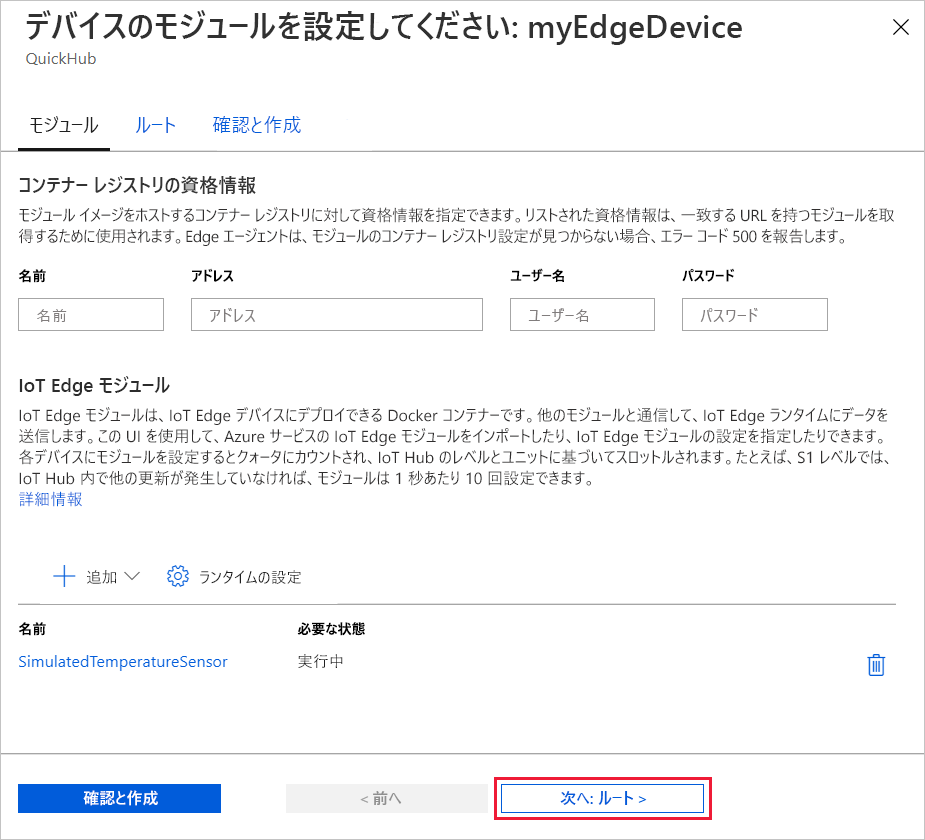 デバイスのモジュールを設定してください: myEdgeDevice
QuickHub
モジュール ルート 確認と作成
コンテナー レジストリの資格情報
モジュール イメージをホストするコンテナー レジストリに対して資格情報を指定できます。リストされた資格情報は、一致する URL を持つモジュールを取
得するために使用されます。Edge エージェントは、モジュールのコンテナー レジストリ設定が見つからない場合、エラー コード 500 を報告します。
名前 アドレス ユーザー名 パスワード
名前 アドレス ユーザー名 パスワード
IoT Edge モジュール
IoT Edge モジュールは、IoT Edge デバイスにデプロイできる Docker コンテナーです。他のモジュールと通信して、IoT Edge ランタイムにデータを
送信します。この UI を使用して、Azure サービスの IoT Edge モジュールをインポートしたり、IoT Edge モジュールの設定を指定したりできます。
各デバイスにモジュールを設定するとクォータにカウントされ、IoT Hub のレベルとユニットに基づいてスロットルされます。たとえば、S1 レベルでは、
IoT Hub 内で他の更新が発生していなければ、モジュールは 1 秒あたり 10 回設定できます。
詳細情報
追加 ランタイムの設定
名前 必要な状態
SimulatedTemperatureSensor 実行中
確認と作成 < 前へ 次へ: ルート >